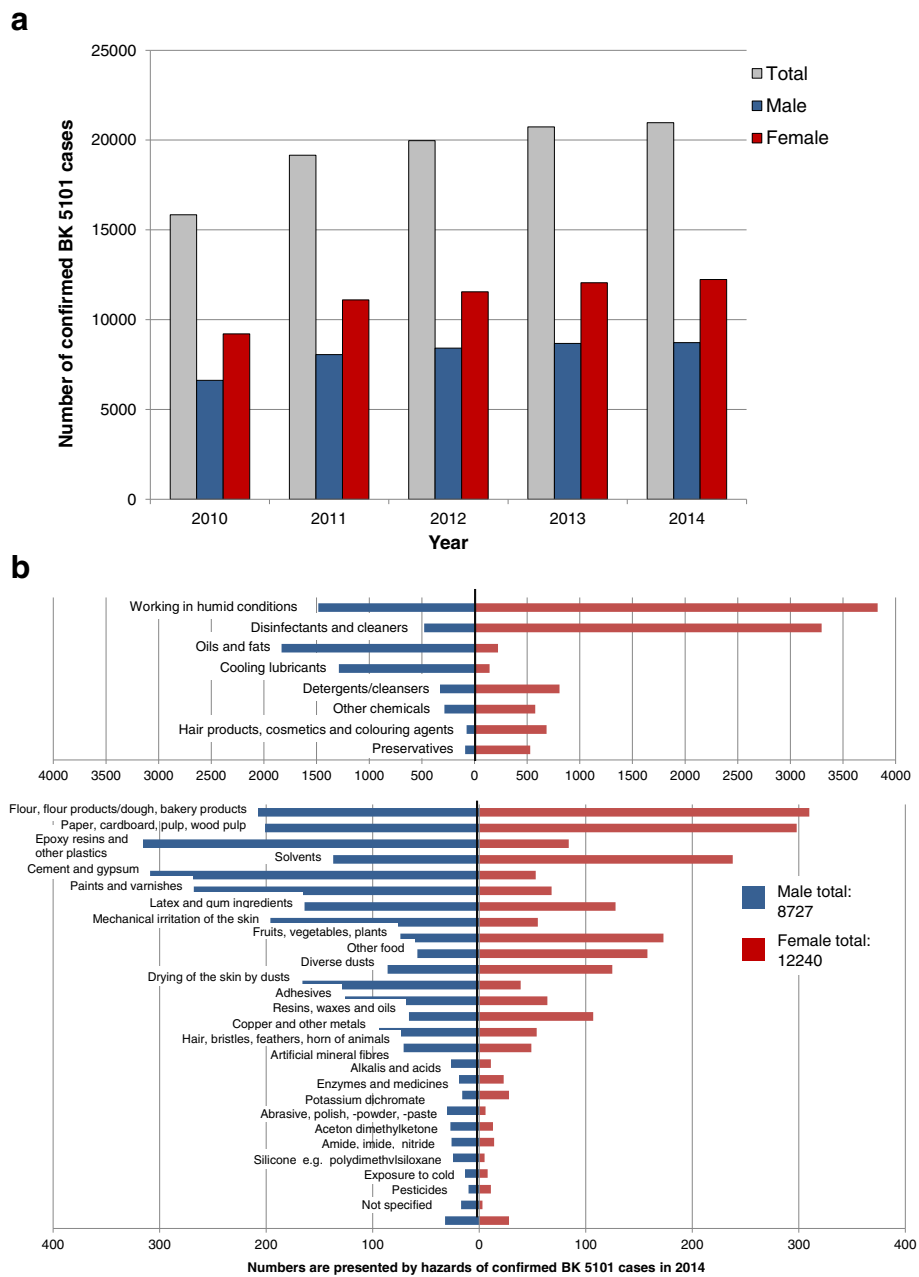 a
25000
20000
15000
10000
5000
0
Number of confirmed BK 5101 cases
Total
Male
Female
2010 2011 2012 2013 2014
Year
b
Working in humid conditions
Disinfectants and cleaners
Oils and fats
Cooling lubricants
Detergents/cleansers
Other chemicals
Hair products, cosmetics and colouring agents
Preservatives
4000 3500 3000 2500 2000 1500 1000 500 0 500 1000 1500 2000 2500 3000 3500 4000
Flour, flour products/dough, bakery products
Paper, cardboard, pulp, wood pulp
Epoxy resins and
other plastics
Solvents
Cement and gypsum
Paints and varnishes
Latex and gum ingredients
Mechanical irritation of the skin
Fruits, vegetables, plants
Other food
Diverse dusts
Drying of the skin by dusts
Adhesives
Resins, waxes and oils
Copper and other metals
Hair, bristles, feathers, horn of animals
Artificial mineral fibres
Alkalis and acids
Enzymes and medicines
Potassium dichromate
Abrasive, polish, -powder, -paste
Aceton dimethylketone
Amide, imide, nitride
Silicone e.g. polydimethylsiloxane
Exposure to cold
Pesticides
Not specified
Male total:
8727
Female total:
12240
400 300 200 100 0 100 200 300 400
Numbers are presented by hazards of confirmed BK 5101 cases in 2014